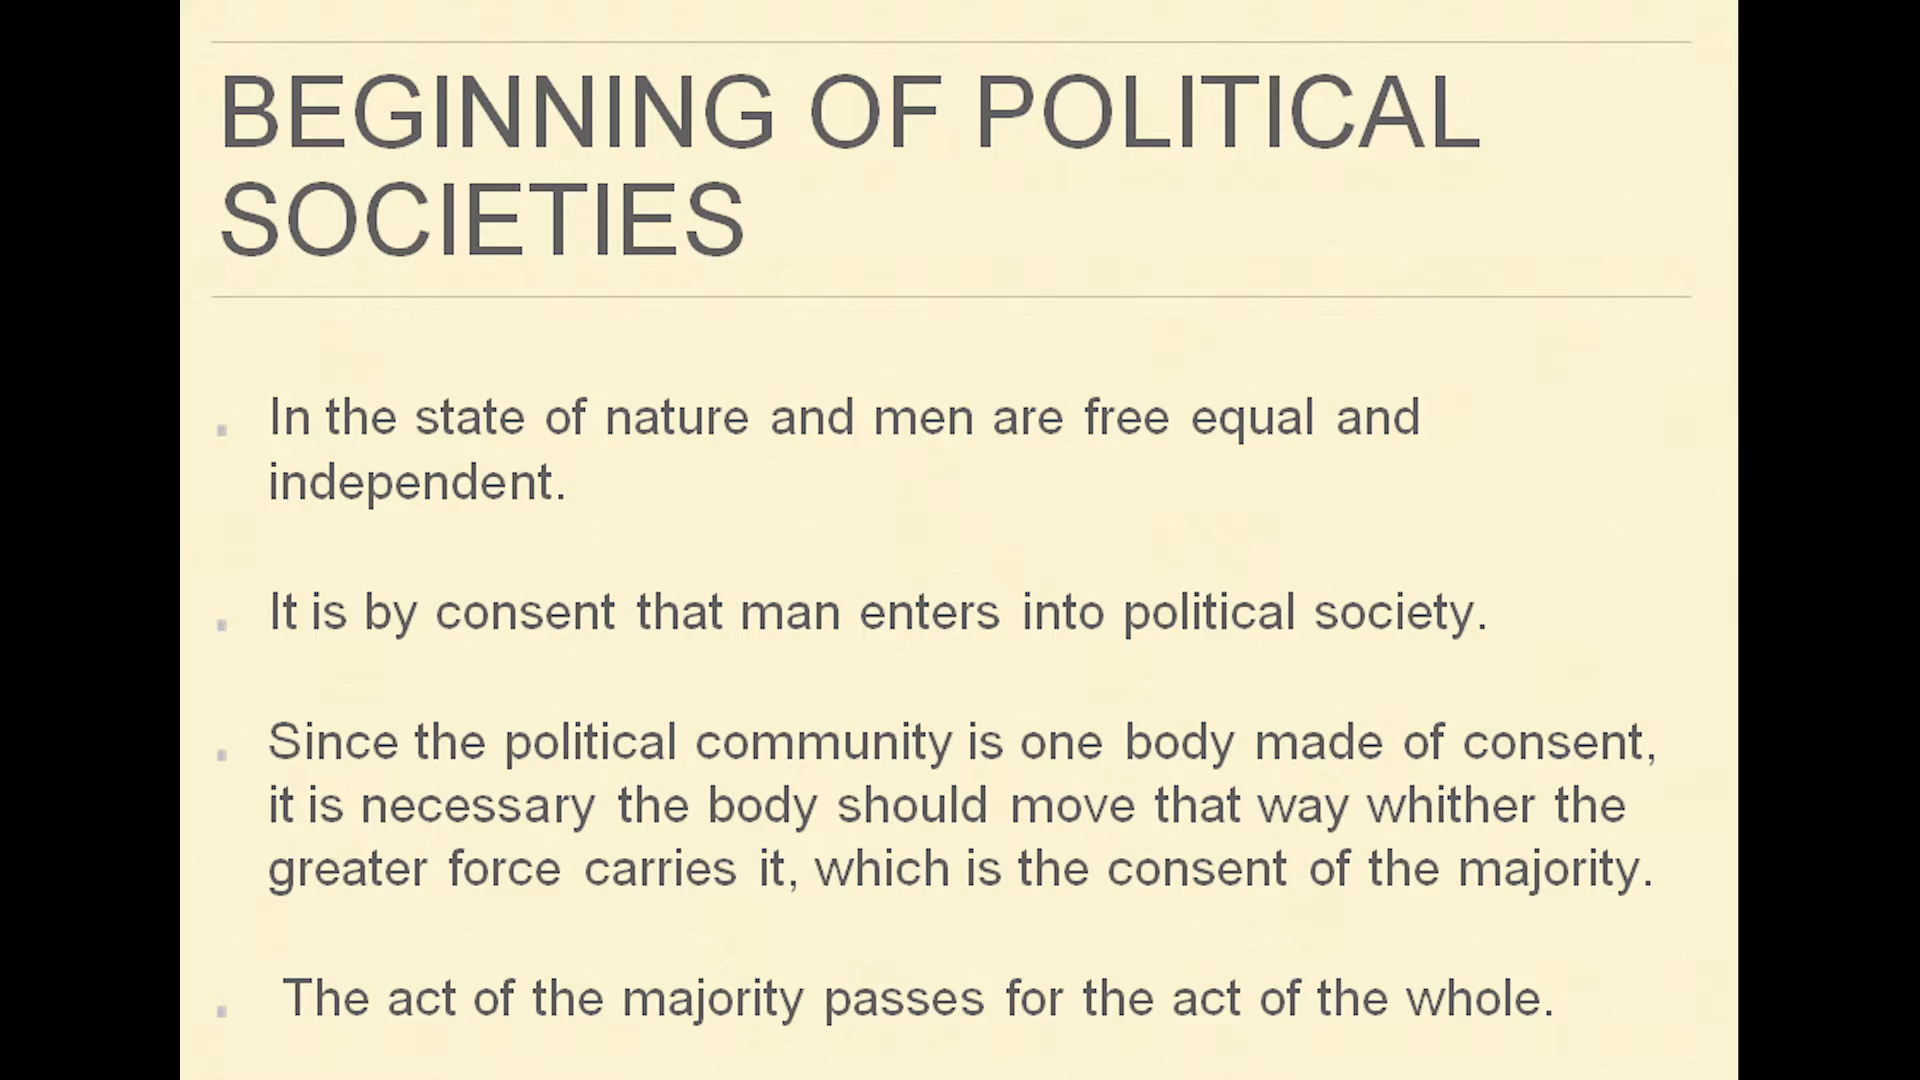 BEGINNING OF POLITICAL
SOCIETIES
In the state of nature and men are free equal and
independent.
It is by consent that man enters into political society.
Since the political community is one body made of consent,
it is necessary the body should move that way whither the
greater force carries it, which is the consent of the majority.
The act of the majority passes for the act of the whole.